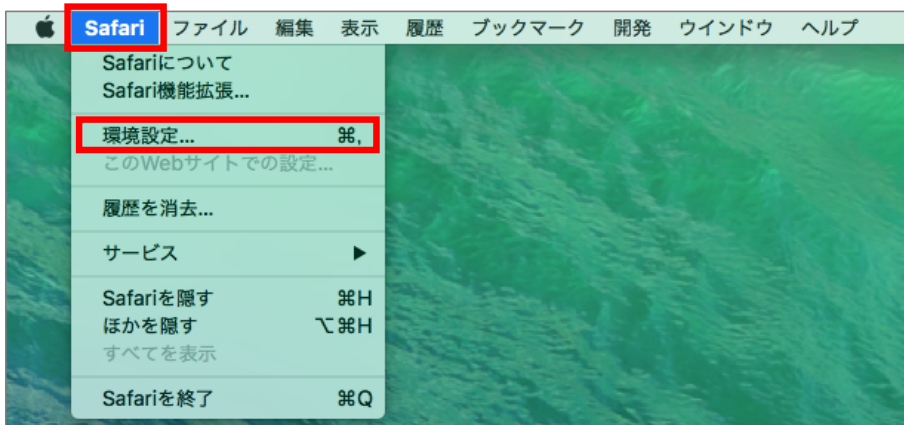 Safari ファイル 編集 表示 履歴 ブックマーク 開発 ウインドウ ヘルプ
Safariについて
Safari機能拡張...
環境設定... ⌘,
このWebサイトでの設定...
履歴を消去...
サービス ▶
Safariを隠す ⌘H
ほかを隠す ⌥⌘H
すべてを表示
Safariを終了 ⌘Q